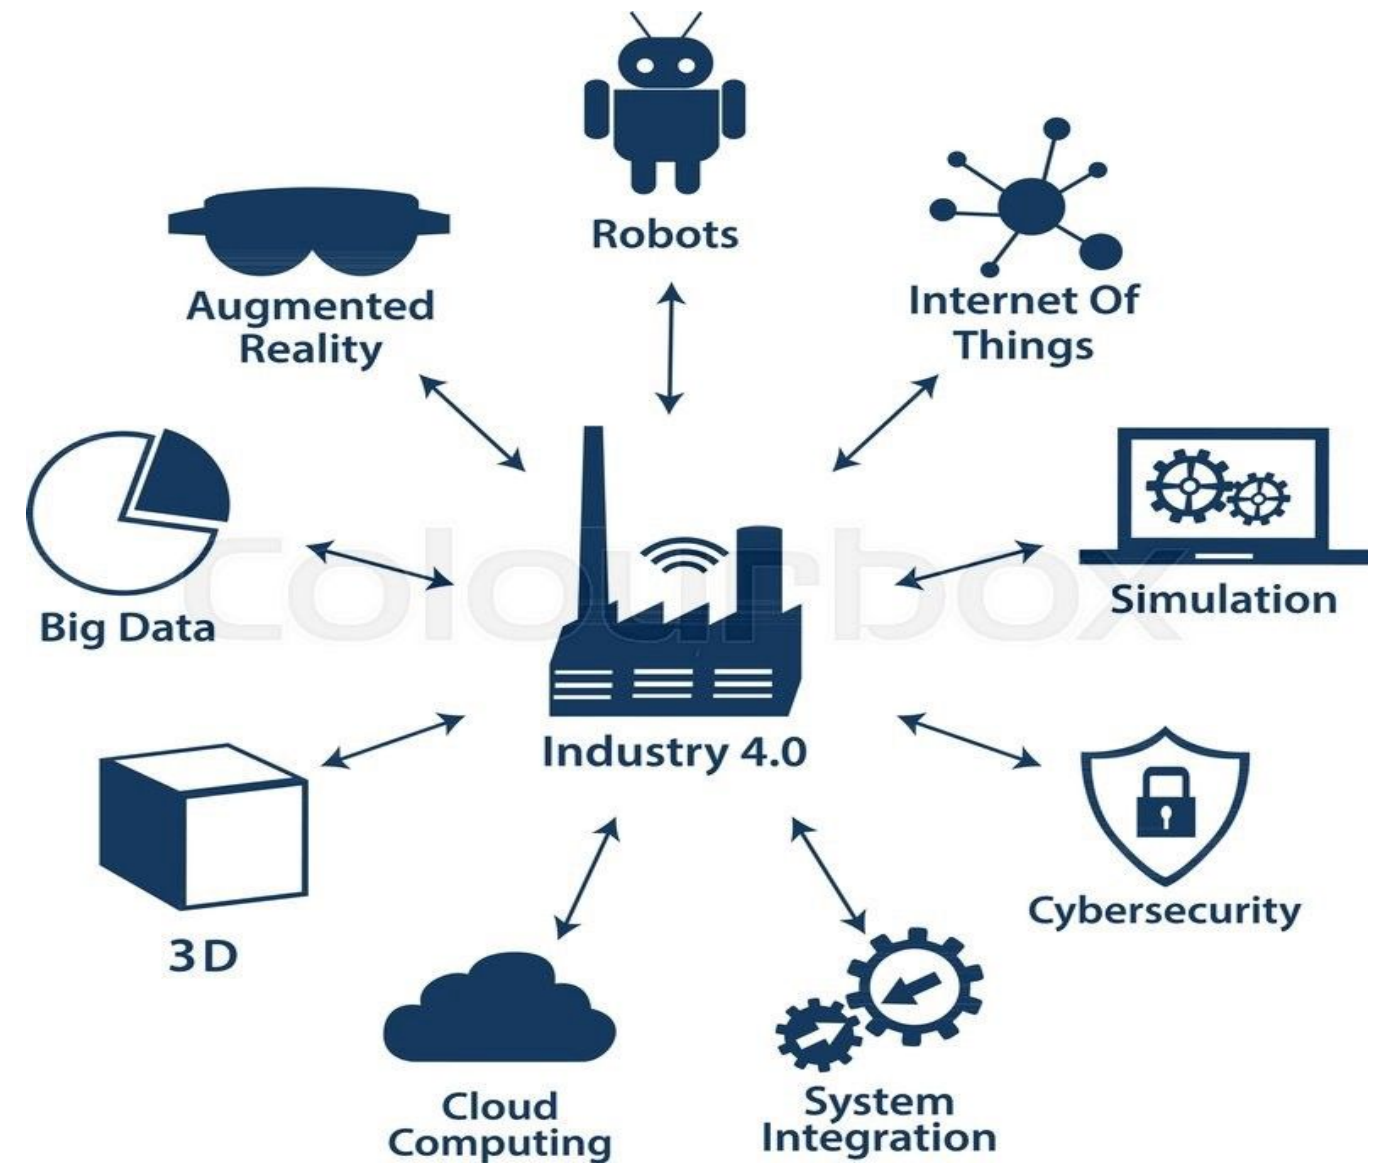 Robots
Augmented
Reality
Internet Of
Things
Big Data
Simulation
colourbox
Industry 4.0
3D
Cybersecurity
Cloud
Computing
System
Integration